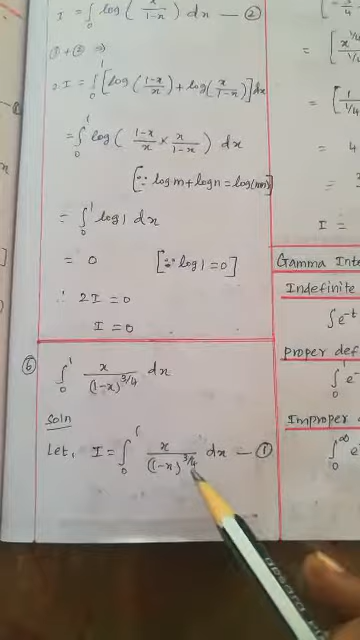 I = ∫₀¹ log (x/1-x) dx — ②
① + ② ⇒
2I = ∫₀¹ [log (1-x/x) + log (x/1-x)] dx
= ∫₀¹ log ( 1-x/x × x/1-x ) dx
[∵ log m + log n = log(mn)]
= ∫₀¹ log 1 dx
= 0 [∵ log 1 = 0]
∴ 2I = 0
I = 0
⑥ ∫₀¹ x/(1-x)^3/4 dx
Soln
Let, I = ∫₀¹ x/(1-x)^3/4 dx — ①
= 4
I =
Gamma Inte
Indefinite
∫e^-t
proper def
∫₀¹ e^-
Improper
∫₀^∞ e